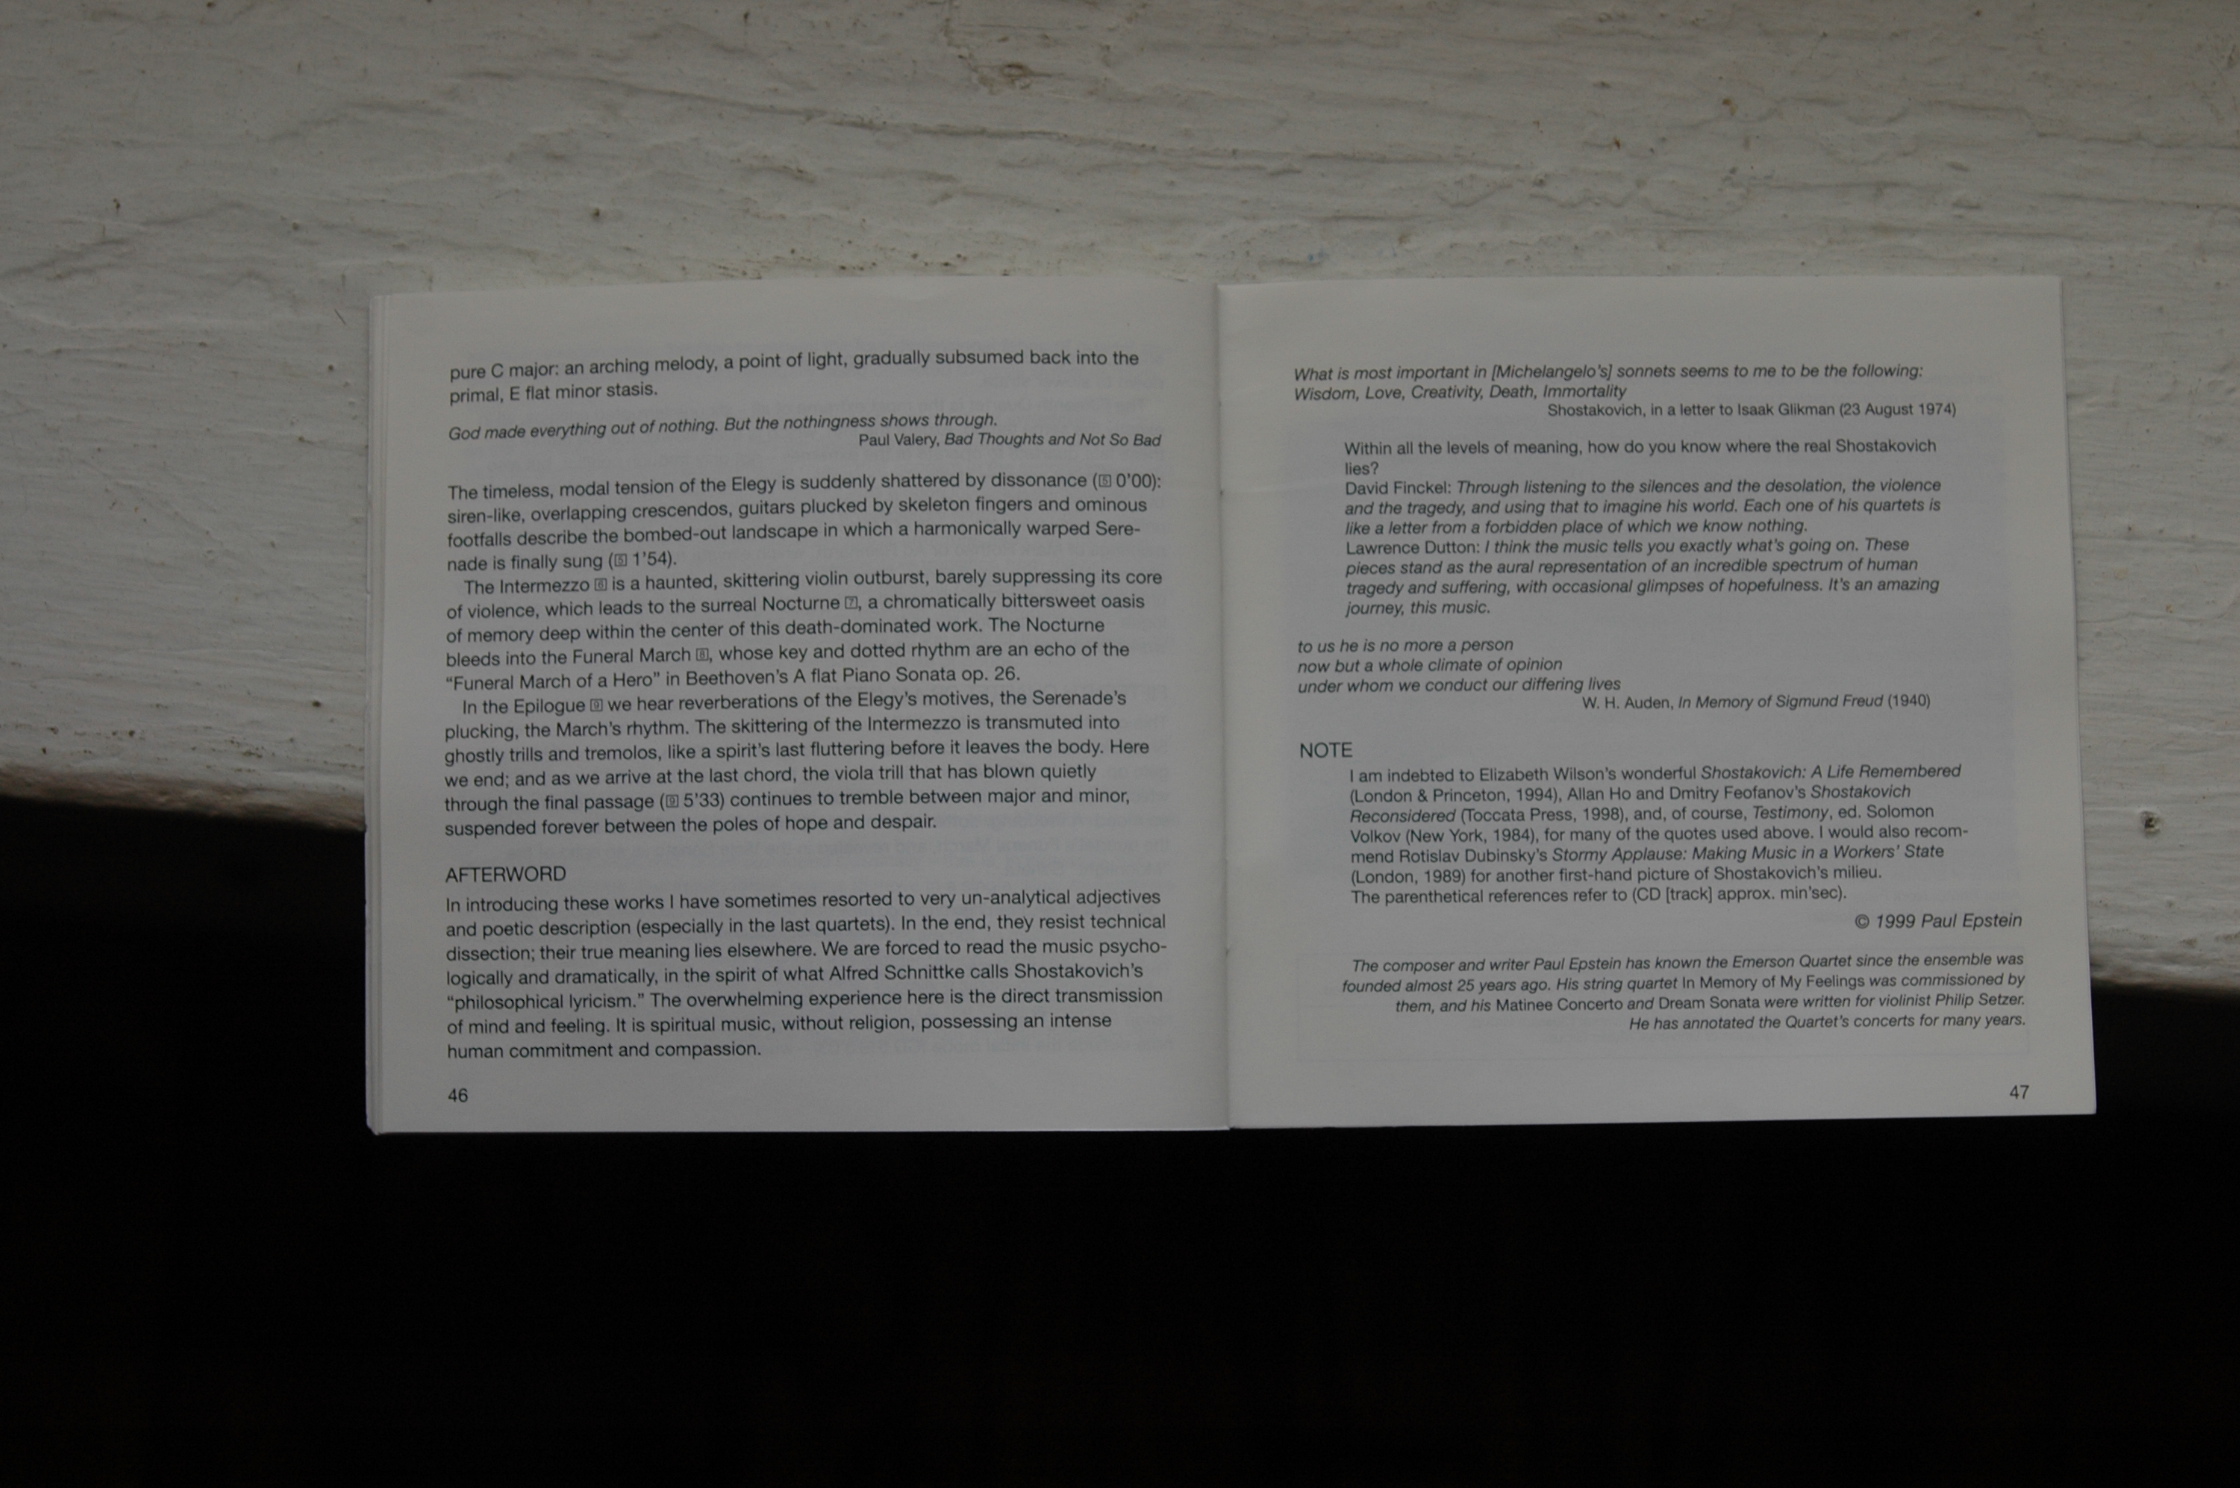 pure C major: an arching melody, a point of light, gradually subsumed back into the
primal, E flat minor stasis.
God made everything out of nothing. But the nothingness shows through.
Paul Valery, Bad Thoughts and Not So Bad
The timeless, modal tension of the Elegy is suddenly shattered by dissonance (5 0'00):
siren-like, overlapping crescendos, guitars plucked by skeleton fingers and ominous
footfalls describe the bombed-out landscape in which a harmonically warped Sere-
nade is finally sung (5 1'54).
The Intermezzo 6 is a haunted, skittering violin outburst, barely suppressing its core
of violence, which leads to the surreal Nocturne 7, a chromatically bittersweet oasis
of memory deep within the center of this death-dominated work. The Nocturne
bleeds into the Funeral March 8, whose key and dotted rhythm are an echo of the
“Funeral March of a Hero” in Beethoven's A flat Piano Sonata op. 26.
In the Epilogue 9 we hear reverberations of the Elegy's motives, the Serenade's
plucking, the March's rhythm. The skittering of the Intermezzo is transmuted into
ghostly trills and tremolos, like a spirit's last fluttering before it leaves the body. Here
we end; and as we arrive at the last chord, the viola trill that has blown quietly
through the final passage (9 5'33) continues to tremble between major and minor,
suspended forever between the poles of hope and despair.
AFTERWORD
In introducing these works I have sometimes resorted to very un-analytical adjectives
and poetic description (especially in the last quartets). In the end, they resist technical
dissection; their true meaning lies elsewhere. We are forced to read the music psycho-
logically and dramatically, in the spirit of what Alfred Schnittke calls Shostakovich's
“philosophical lyricism.” The overwhelming experience here is the direct transmission
of mind and feeling. It is spiritual music, without religion, possessing an intense
human commitment and compassion.
46
What is most important in [Michelangelo's] sonnets seems to me to be the following:
Wisdom, Love, Creativity, Death, Immortality
Shostakovich, in a letter to Isaak Glikman (23 August 1974)
Within all the levels of meaning, how do you know where the real Shostakovich
lies?
David Finckel: Through listening to the silences and the desolation, the violence
and the tragedy, and using that to imagine his world. Each one of his quartets is
like a letter from a forbidden place of which we know nothing.
Lawrence Dutton: I think the music tells you exactly what's going on. These
pieces stand as the aural representation of an incredible spectrum of human
tragedy and suffering, with occasional glimpses of hopefulness. It's an amazing
journey, this music.
to us he is no more a person
now but a whole climate of opinion
under whom we conduct our differing lives
W. H. Auden, In Memory of Sigmund Freud (1940)
NOTE
I am indebted to Elizabeth Wilson's wonderful Shostakovich: A Life Remembered
(London & Princeton, 1994), Allan Ho and Dmitry Feofanov's Shostakovich
Reconsidered (Toccata Press, 1998), and, of course, Testimony, ed. Solomon
Volkov (New York, 1984), for many of the quotes used above. I would also recom-
mend Rotislav Dubinsky's Stormy Applause: Making Music in a Workers' State
(London, 1989) for another first-hand picture of Shostakovich's milieu.
The parenthetical references refer to (CD [track] approx. min'sec).
© 1999 Paul Epstein
The composer and writer Paul Epstein has known the Emerson Quartet since the ensemble was
founded almost 25 years ago. His string quartet In Memory of My Feelings was commissioned by
them, and his Matinee Concerto and Dream Sonata were written for violinist Philip Setzer.
He has annotated the Quartet's concerts for many years.
47